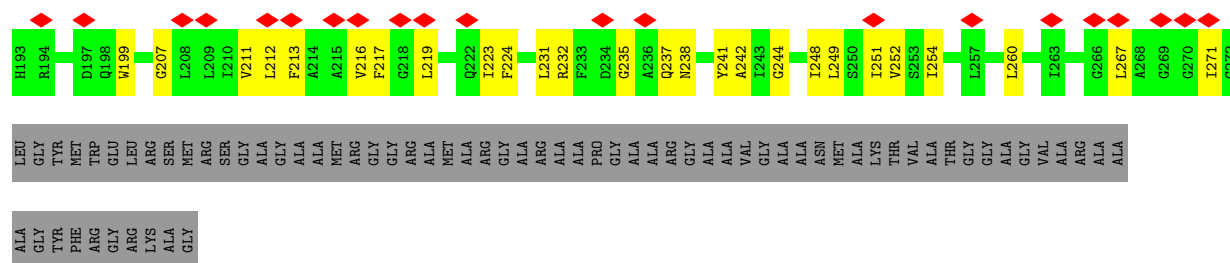 H193 R194 D197 Q198 W199 G207 L208 L209 I210 V211 L212 F213 A214 A215 V216 F217 G218 L219 Q222 I223 F224 L231 R232 F233 D234 G235 A236 Q237 N238 Y241 A242 I243 G244 I248 L249 S250 I251 V252 S253 I254 L257 L260 I263 G266 L267 A268 G269 G270 I271
LEU GLY TYR MET TRP GLU LEU ARG SER MET ARG SER GLY ALA GLY ALA ALA MET ARG GLY GLY ARG ALA MET ALA ARG GLY ALA ARG ALA ALA PRO GLY ALA ALA ARG GLY ALA ALA VAL GLY ALA ALA ASN MET ALA LYS THR VAL ALA THR GLY GLY ALA GLY VAL ALA ARG ALA ALA
ALA GLY TYR PHE ARG GLY ARG LYS ALA GLY